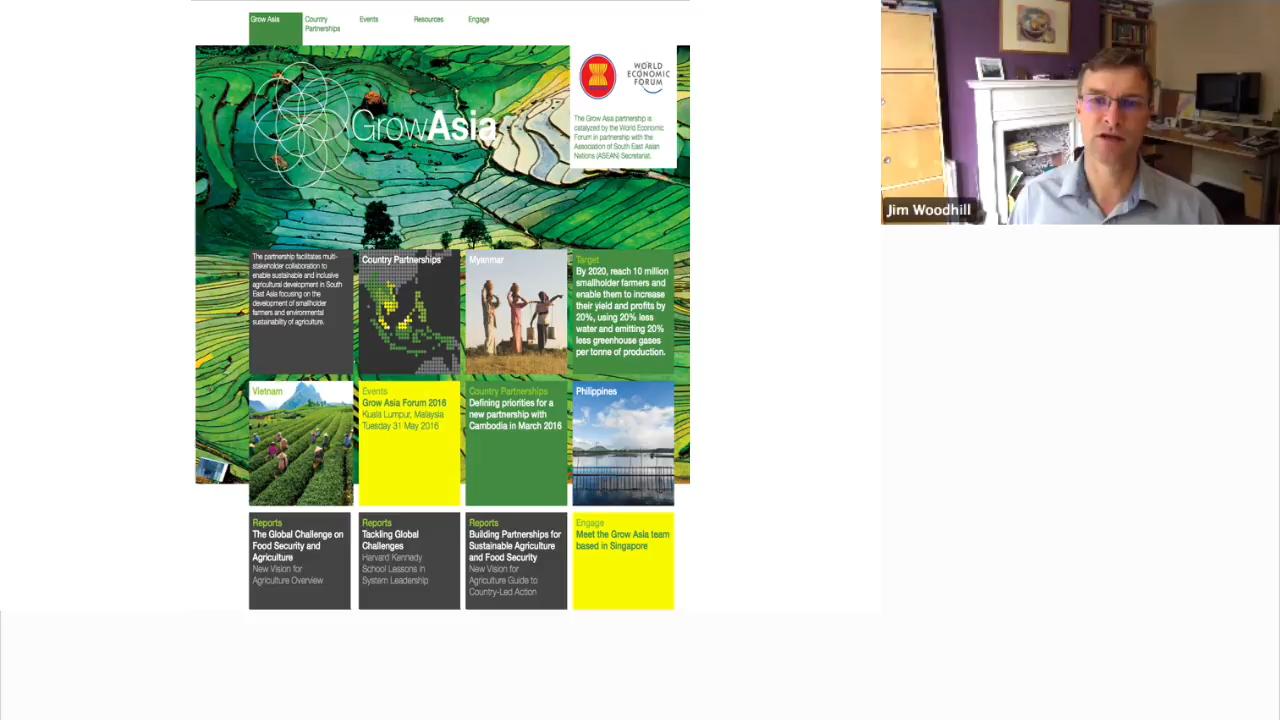 Grow Asia
Country
Partnerships
Events
Resources
Engage
GrowAsia
WORLD
ECONOMIC
FORUM
The Grow Asia partnership is
catalyzed by the World Economic
Forum in partnership with the
Association of South East Asian
Nations (ASEAN) Secretariat.
Jim Woodhill
The partnership facilitates multi-
stakeholder collaboration to
enable sustainable and inclusive
agricultural development in South
East Asia focusing on the
development of smallholder
farmers and environmental
sustainability of agriculture.
Country Partnerships
Myanmar
Target
By 2020, reach 10 million
smallholder farmers and
enable them to increase
their yield and profits by
20%, using 20% less
water and emitting 20%
less greenhouse gases
per tonne of production.
Vietnam
Events
Grow Asia Forum 2016
Kuala Lumpur, Malaysia
Tuesday 31 May 2016
Country Partnerships
Defining priorities for a
new partnership with
Cambodia in March 2016
Philippines
Reports
The Global Challenge on
Food Security and
Agriculture
New Vision for
Agriculture Overview
Reports
Tackling Global
Challenges
Harvard Kennedy
School Lessons in
System Leadership
Reports
Building Partnerships for
Sustainable Agriculture
and Food Security
New Vision for
Agriculture Guide to
Country-Led Action
Engage
Meet the Grow Asia team
based in Singapore